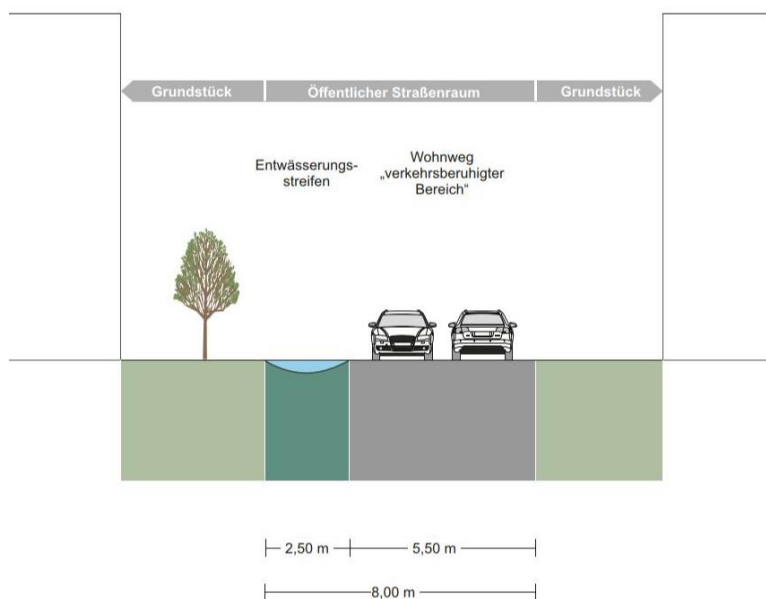 Grundstück
Öffentlicher Straßenraum
Grundstück
Entwässerungs-
streifen
Wohnweg
„verkehrsberuhigter
Bereich“
2,50 m
5,50 m
8,00 m